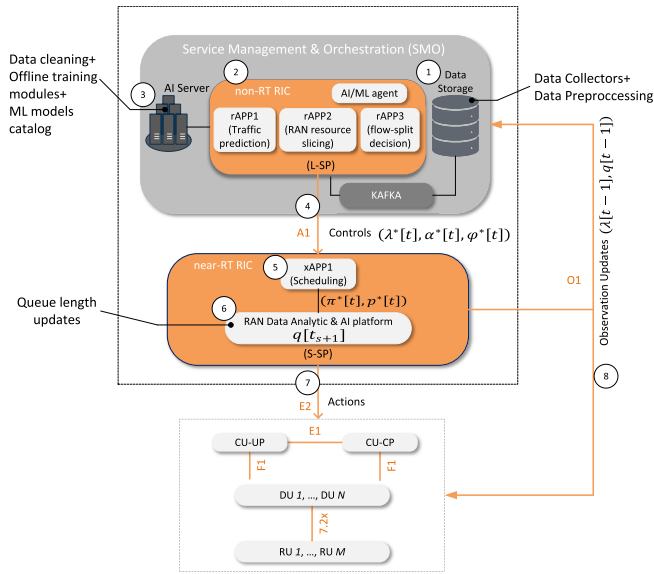 Service Management & Orchestration (SMO)
Data cleaning+
Offline training
modules+
ML models
catalog
3
AI Server
2
non-RT RIC
AI/ML agent
rAPP1
(Traffic
prediction)
rAPP2
(RAN resource
slicing)
rAPP3
(flow-split
decision)
(L-SP)
1
Data
Storage
Data Collectors+
Data Preproccessing
KAFKA
4
A1
Controls
(λ*[t], α*[t], φ*[t])
near-RT RIC
5
xAPP1
(Scheduling)
(π*[t], p*[t])
Queue length
updates
6
RAN Data Analytic & AI platform
q[tₛ₊₁]
(S-SP)
7
E2
Actions
O1
Observation Updates (λ[t − 1], q[t − 1])
8
CU-UP
E1
CU-CP
F1
F1
DU 1, ..., DU N
7.2x
RU 1, ..., RU M